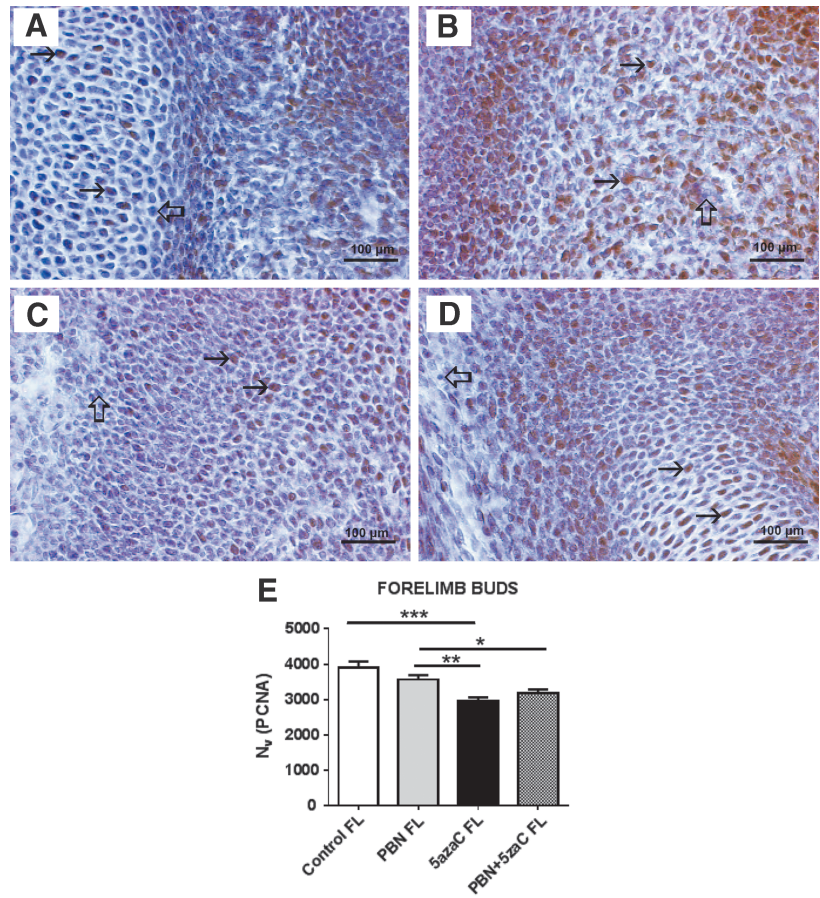 A
B
100 µm
100 µm
C
D
100 µm
100 µm
E
FORELIMB BUDS
***
*
**
5000
4000
3000
2000
1000
0
Nv (PCNA)
Control FL
PBN FL
5azaC FL
PBN+5zaC FL